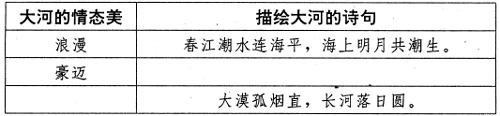 大河的情态美 描绘大河的诗句
浪漫 春江潮水连海平，海上明月共潮生。
豪迈
大漠孤烟直，长河落日圆。